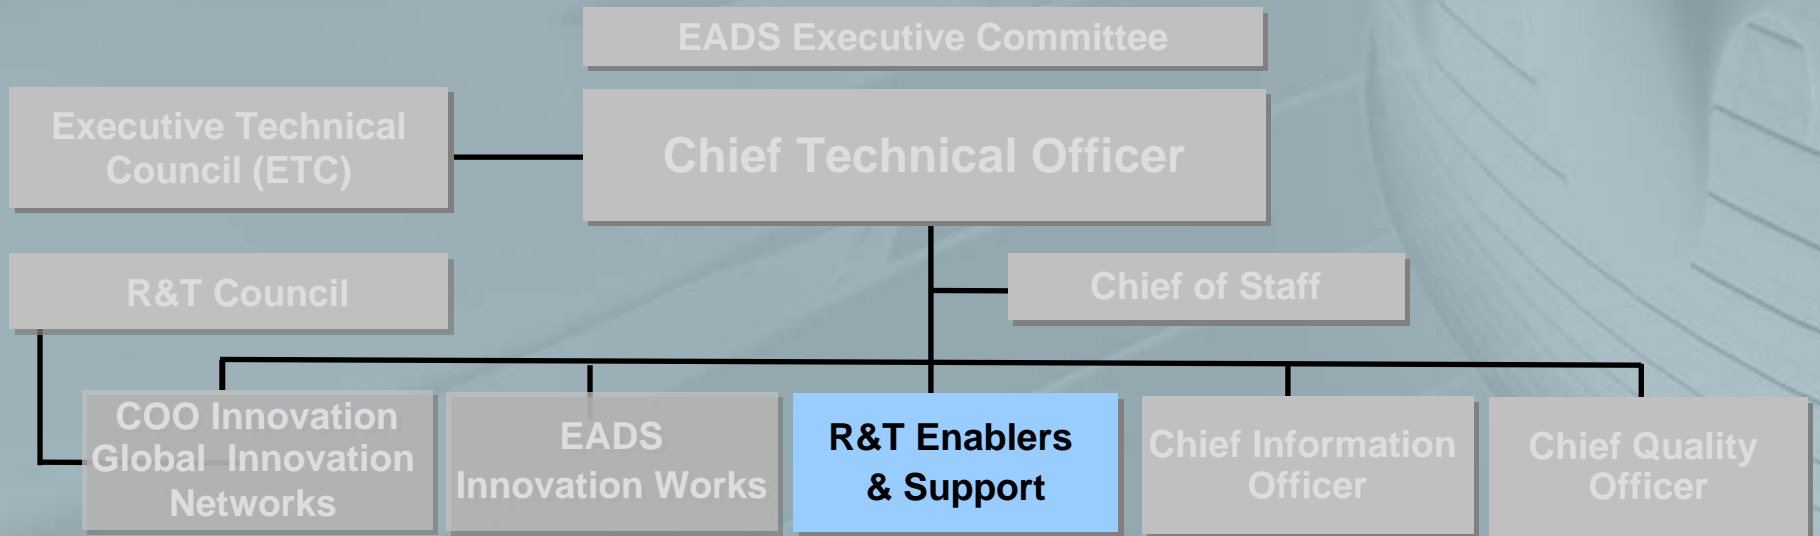 EADS Executive Committee
Executive Technical
Council (ETC)
Chief Technical Officer
R&T Council
Chief of Staff
COO Innovation
Global Innovation
Networks
EADS
Innovation Works
R&T Enablers
& Support
Chief Information
Officer
Chief Quality
Officer